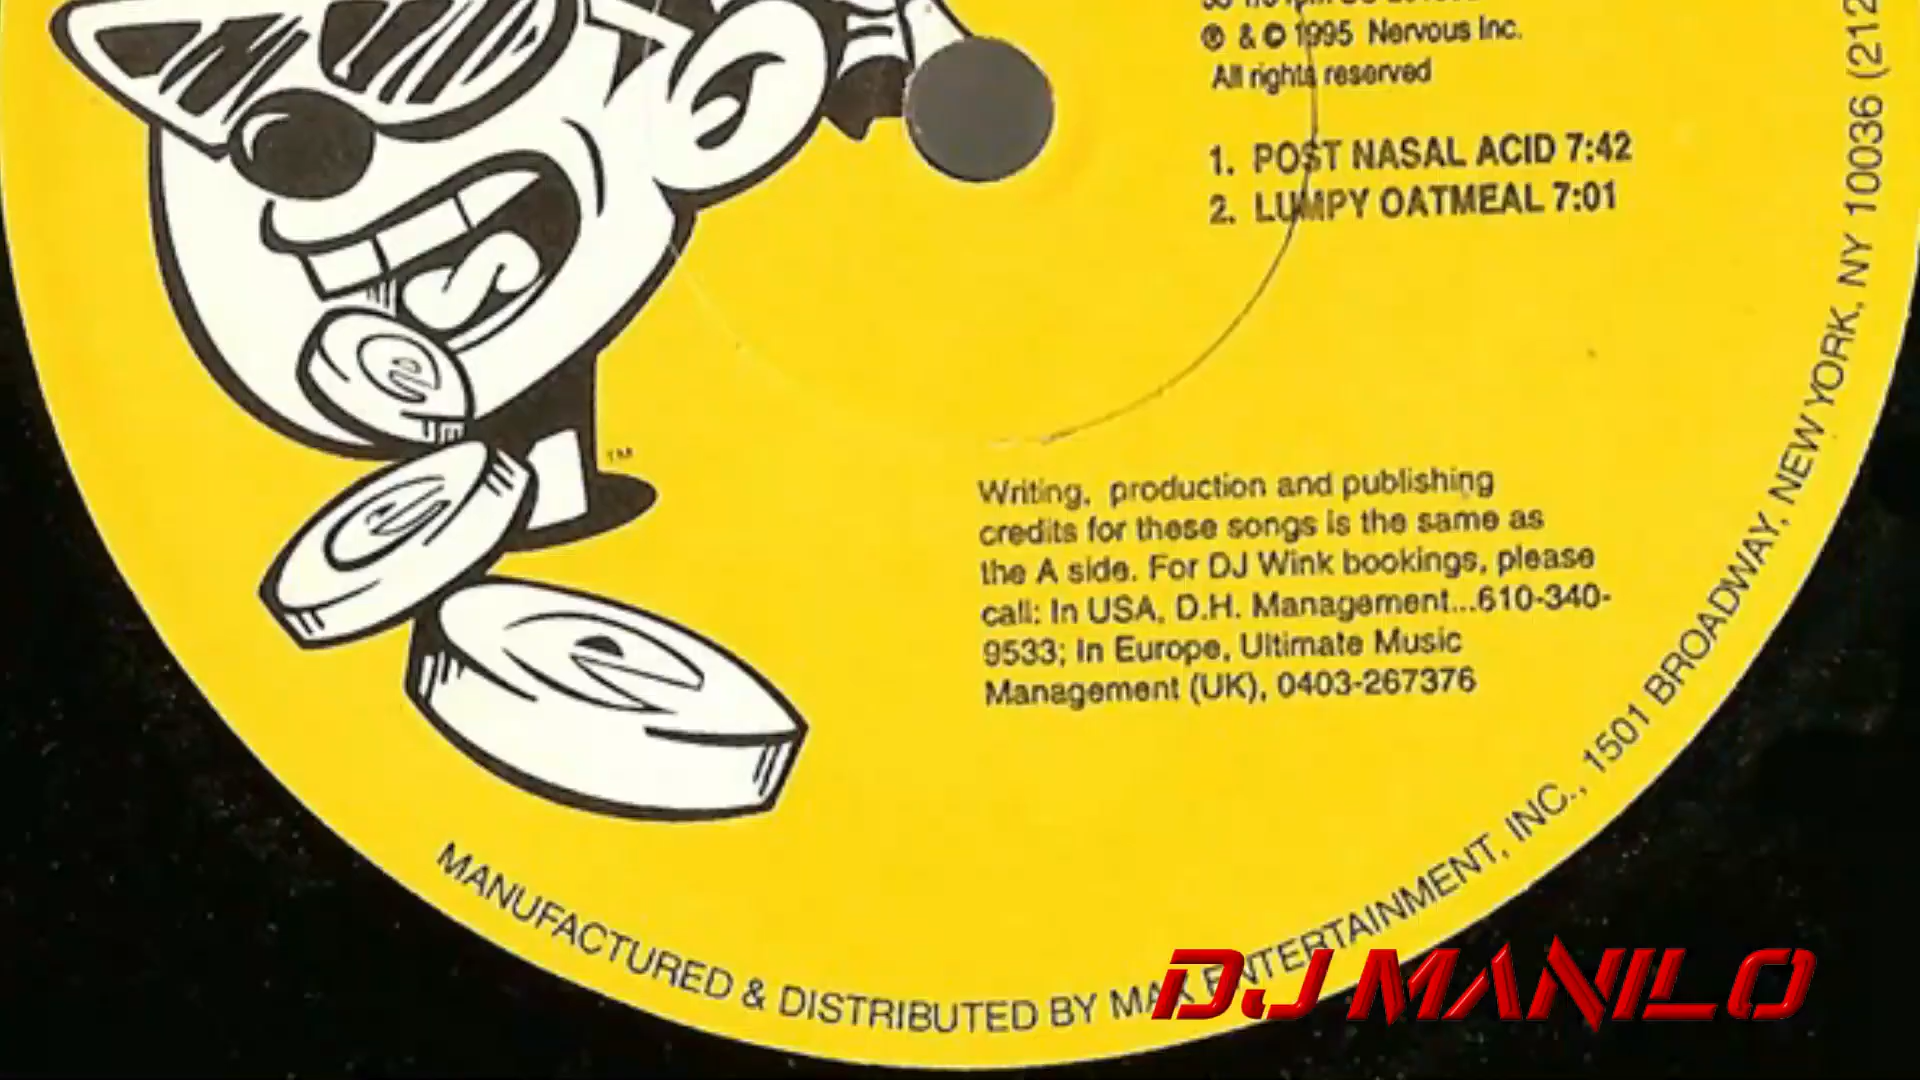 ℗ & © 1995 Nervous Inc.
All rights reserved
1. POST NASAL ACID 7:42
2. LUMPY OATMEAL 7:01
e
e
e
TM
Writing, production and publishing
credits for these songs is the same as
the A side. For DJ Wink bookings, please
call: In USA, D.H. Management...610-340-
9533; In Europe, Ultimate Music
Management (UK), 0403-267376
MANUFACTURED & DISTRIBUTED BY MAX ENTERTAINMENT, INC., 1501 BROADWAY, NEW YORK, NY 10036 (212
DJ MANILO